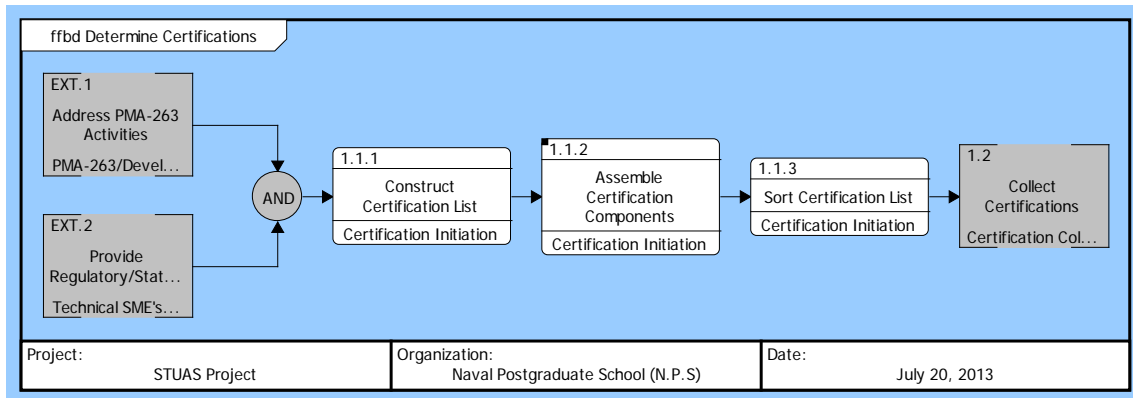 ffbd Determine Certifications
EXT.1
Address PMA-263
Activities
PMA-263/Devel...
EXT.2
Provide
Regulatory/Stat...
Technical SME's...
AND
1.1.1
Construct
Certification List
Certification Initiation
1.1.2
Assemble
Certification
Components
Certification Initiation
1.1.3
Sort Certification List
Certification Initiation
1.2
Collect
Certifications
Certification Col...
Project:
STUAS Project
Organization:
Naval Postgraduate School (N.P.S)
Date:
July 20, 2013